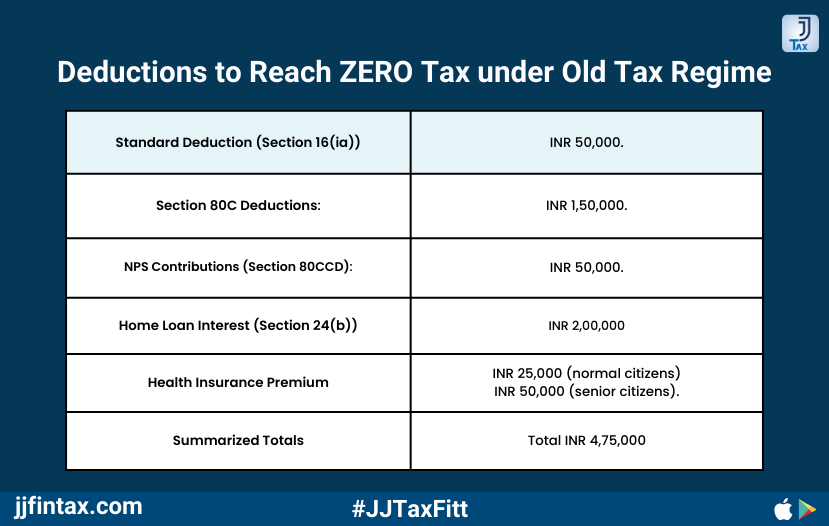 J
TAX
Deductions to Reach ZERO Tax under Old Tax Regime
Standard Deduction (Section 16(ia))
INR 50,000.
Section 80C Deductions:
INR 1,50,000.
NPS Contributions (Section 80CCD):
INR 50,000.
Home Loan Interest (Section 24(b))
INR 2,00,000
Health Insurance Premium
INR 25,000 (normal citizens)
INR 50,000 (senior citizens).
Summarized Totals
Total INR 4,75,000
jjfintax.com
#JJTaxFitt